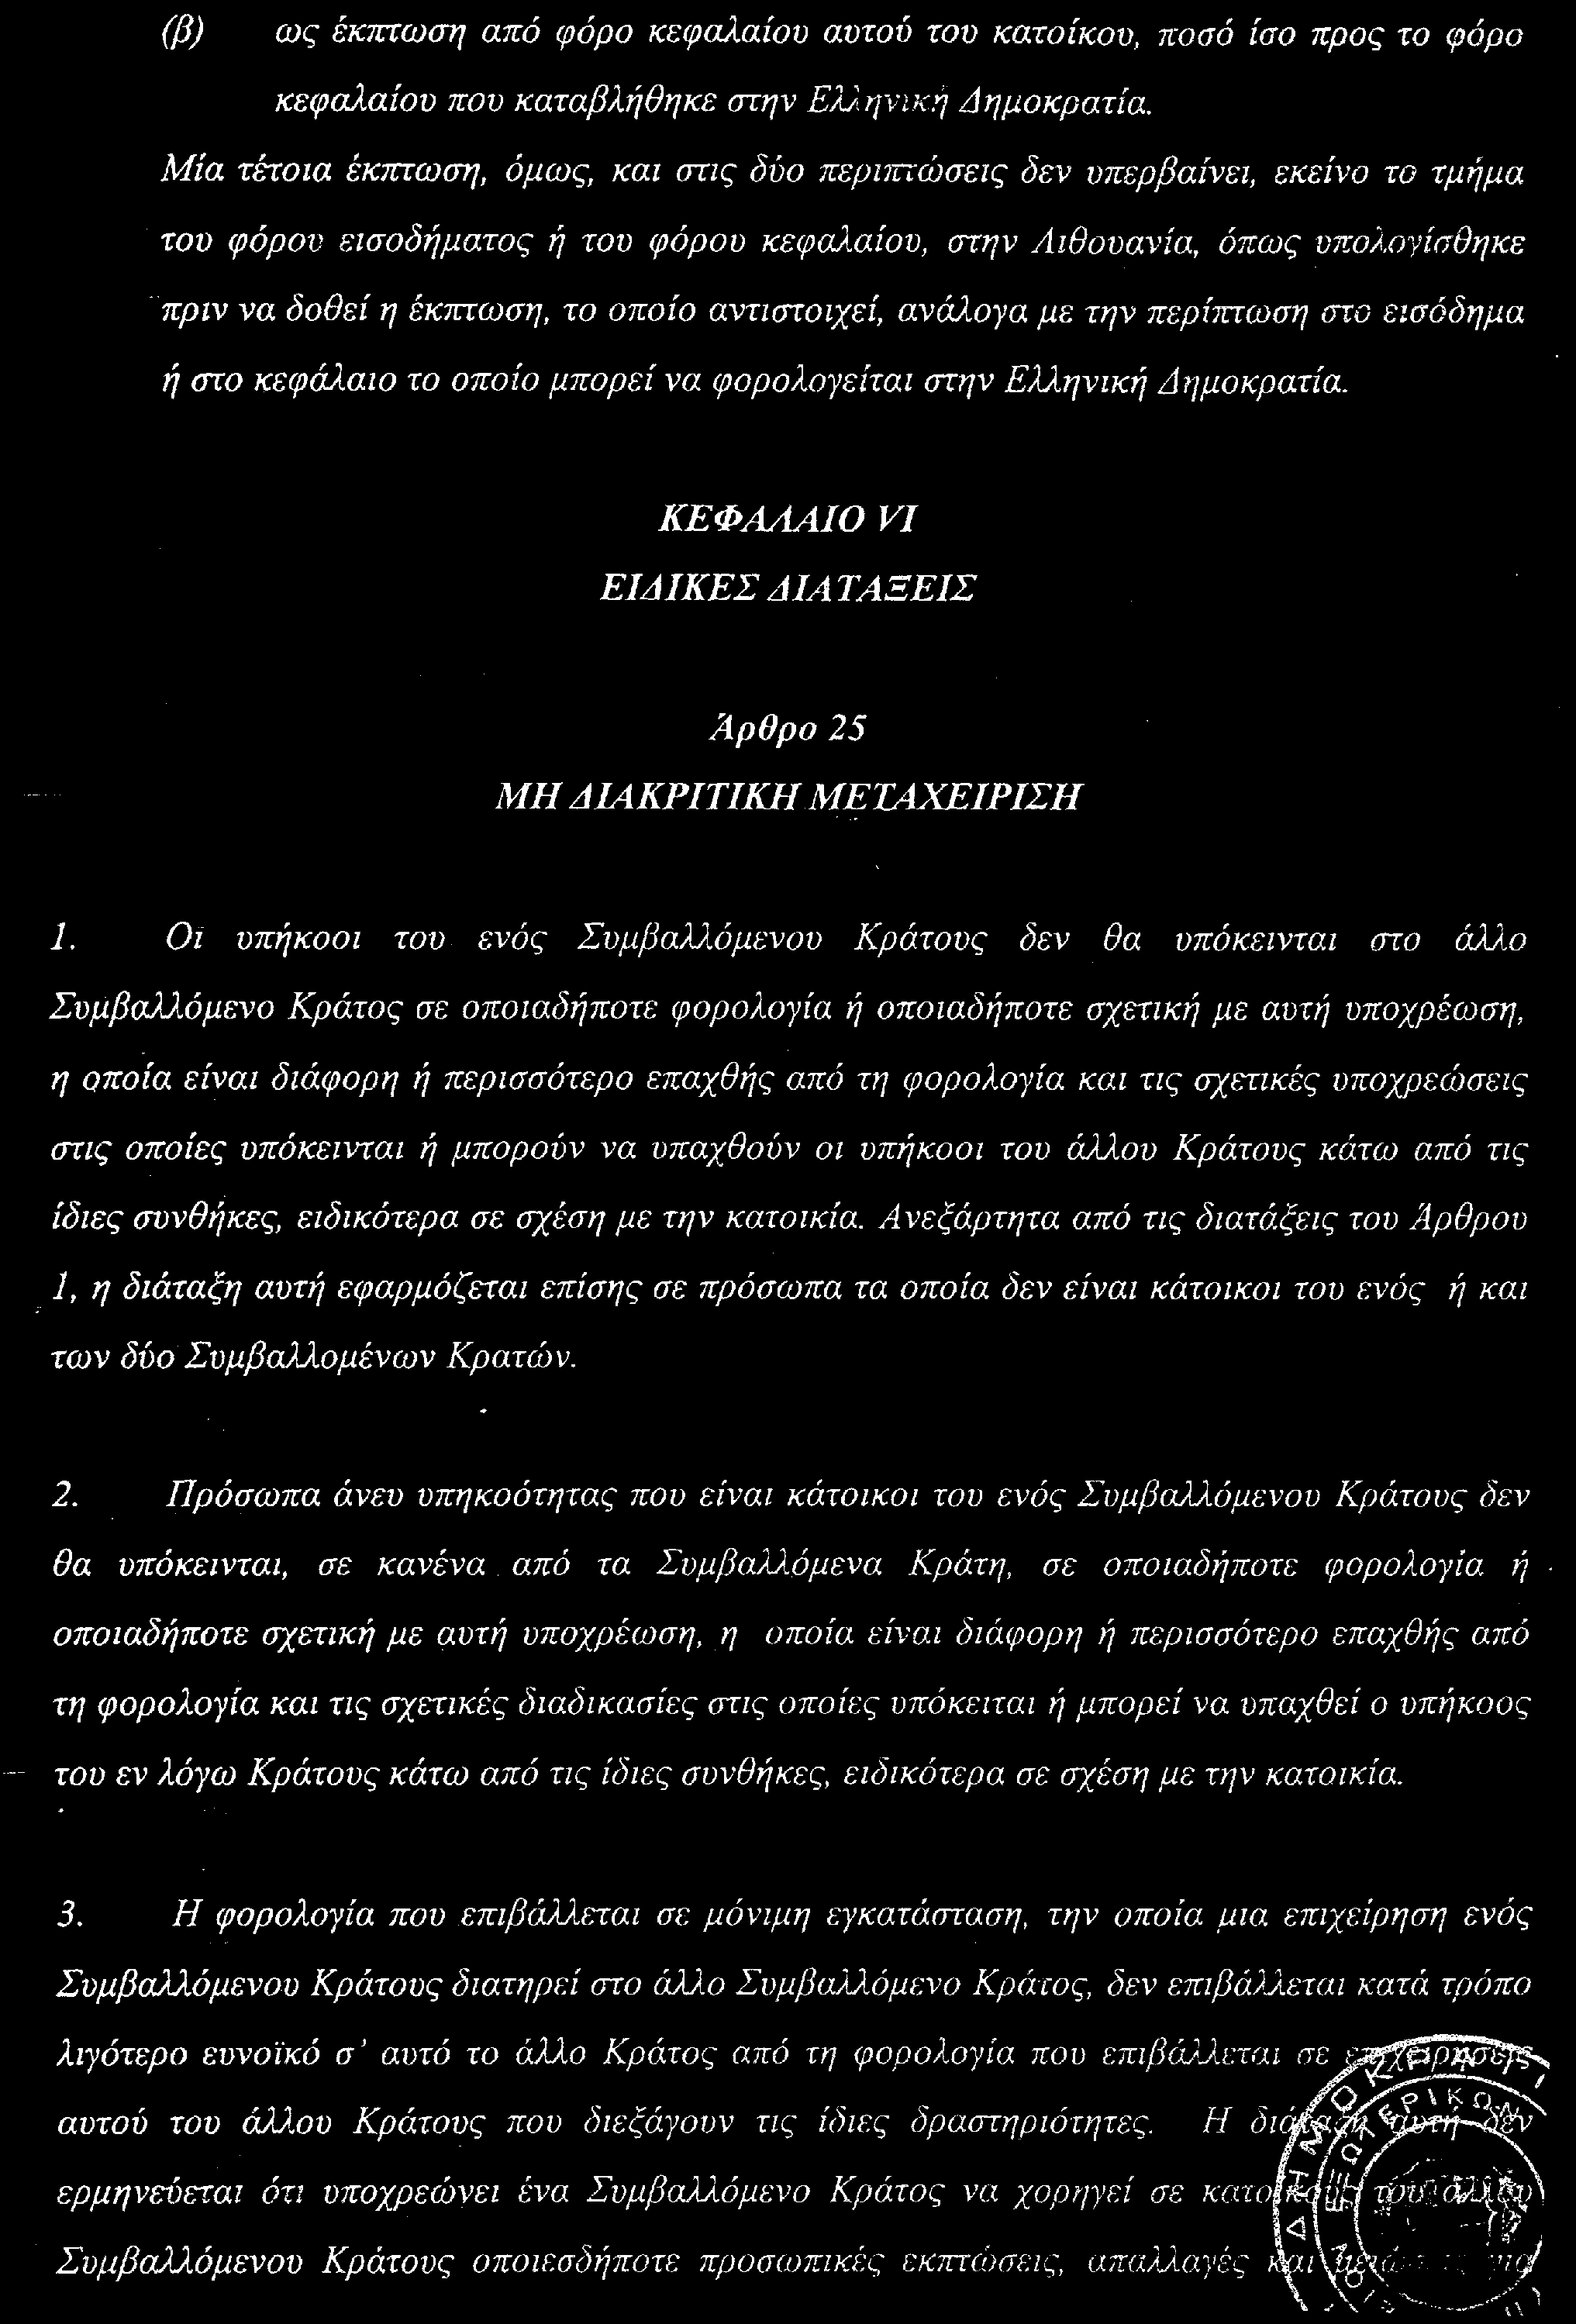 (β) ως έκπτωση από φόρο κεφαλαίου αυτού του κατοίκου, ποσό ίσο προς το φόρο
κεφαλαίου που καταβλήθηκε στην Ελληνική Δημοκρατία.
Μία τέτοια έκπτωση, όμως, και στις δύο περιπτώσεις δεν υπερβαίνει, εκείνο το τμήμα
του φόρου εισοδήματος ή του φόρου κεφαλαίου, στην Λιθουανία, όπως υπολογίσθηκε
πριν να δοθεί η έκπτωση, το οποίο αντιστοιχεί, ανάλογα με την περίπτωση στο εισόδημα
ή στο κεφάλαιο το οποίο μπορεί να φορολογείται στην Ελληνική Δημοκρατία.
ΚΕΦΑΛΑΙΟ VI
ΕΙΔΙΚΕΣ ΔΙΑΤΑΞΕΙΣ
Άρθρο 25
ΜΗ ΔΙΑΚΡΙΤΙΚΗ ΜΕΤΑΧΕΙΡΙΣΗ
1. Οι υπήκοοι του ενός Συμβαλλόμενου Κράτους δεν θα υπόκεινται στο άλλο
Συμβαλλόμενο Κράτος σε οποιαδήποτε φορολογία ή οποιαδήποτε σχετική με αυτή υποχρέωση,
η οποία είναι διάφορη ή περισσότερο επαχθής από τη φορολογία και τις σχετικές υποχρεώσεις
στις οποίες υπόκεινται ή μπορούν να υπαχθούν οι υπήκοοι του άλλου Κράτους κάτω από τις
ίδιες συνθήκες, ειδικότερα σε σχέση με την κατοικία. Ανεξάρτητα από τις διατάξεις του Άρθρου
1, η διάταξη αυτή εφαρμόζεται επίσης σε πρόσωπα τα οποία δεν είναι κάτοικοι του ενός ή και
των δύο Συμβαλλομένων Κρατών.
2. Πρόσωπα άνευ υπηκοότητας που είναι κάτοικοι του ενός Συμβαλλόμενου Κράτους δεν
θα υπόκεινται, σε κανένα από τα Συμβαλλόμενα Κράτη, σε οποιαδήποτε φορολογία ή
οποιαδήποτε σχετική με αυτή υποχρέωση, η οποία είναι διάφορη ή περισσότερο επαχθής από
τη φορολογία και τις σχετικές διαδικασίες στις οποίες υπόκειται ή μπορεί να υπαχθεί ο υπήκοος
του εν λόγω Κράτους κάτω από τις ίδιες συνθήκες, ειδικότερα σε σχέση με την κατοικία.
3. Η φορολογία που επιβάλλεται σε μόνιμη εγκατάσταση, την οποία μια επιχείρηση ενός
Συμβαλλόμενου Κράτους διατηρεί στο άλλο Συμβαλλόμενο Κράτος, δεν επιβάλλεται κατά τρόπο
λιγότερο ευνοϊκό σ' αυτό το άλλο Κράτος από τη φορολογία που επιβάλλεται σε επιχειρήσεις
αυτού του άλλου Κράτους που διεξάγουν τις ίδιες δραστηριότητες. Η διάταξη αυτή δεν
ερμηνεύεται ότι υποχρεώνει ένα Συμβαλλόμενο Κράτος να χορηγεί σε κατοίκους του άλλου
Συμβαλλόμενου Κράτους οποιεσδήποτε προσωπικές εκπτώσεις, απαλλαγές και για